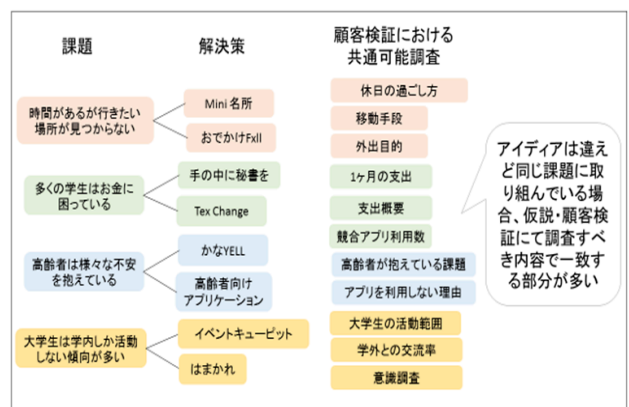 課題
解決策
顧客検証における
共通可能調査
時間があるが行きたい
場所が見つからない
Mini 名所
おでかけFxII
休日の過ごし方
移動手段
外出目的
多くの学生はお金に
困っている
手の中に秘書を
Tex Change
1ヶ月の支出
支出概要
競合アプリ利用数
高齢者は様々な不安
を抱えている
かなYELL
高齢者向け
アプリケーション
高齢者が抱えている課題
アプリを利用しない理由
大学生は学内しか活動
しない傾向が多い
イベントキューピット
はまかれ
大学生の活動範囲
学外との交流率
意識調査
アイディアは違え
ど同じ課題に取
り組んでいる場
合、仮説・顧客検
証にて調査すべ
き内容で一致す
る部分が多い